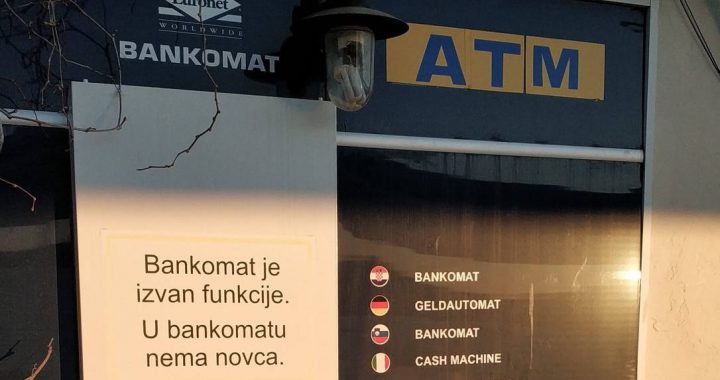 Euronet
WORLDWIDE
BANKOMAT
ATM
Bankomat je
izvan funkcije.
U bankomatu
nema novca.
BANKOMAT
GELDAUTOMAT
BANKOMAT
CASH MACHINE